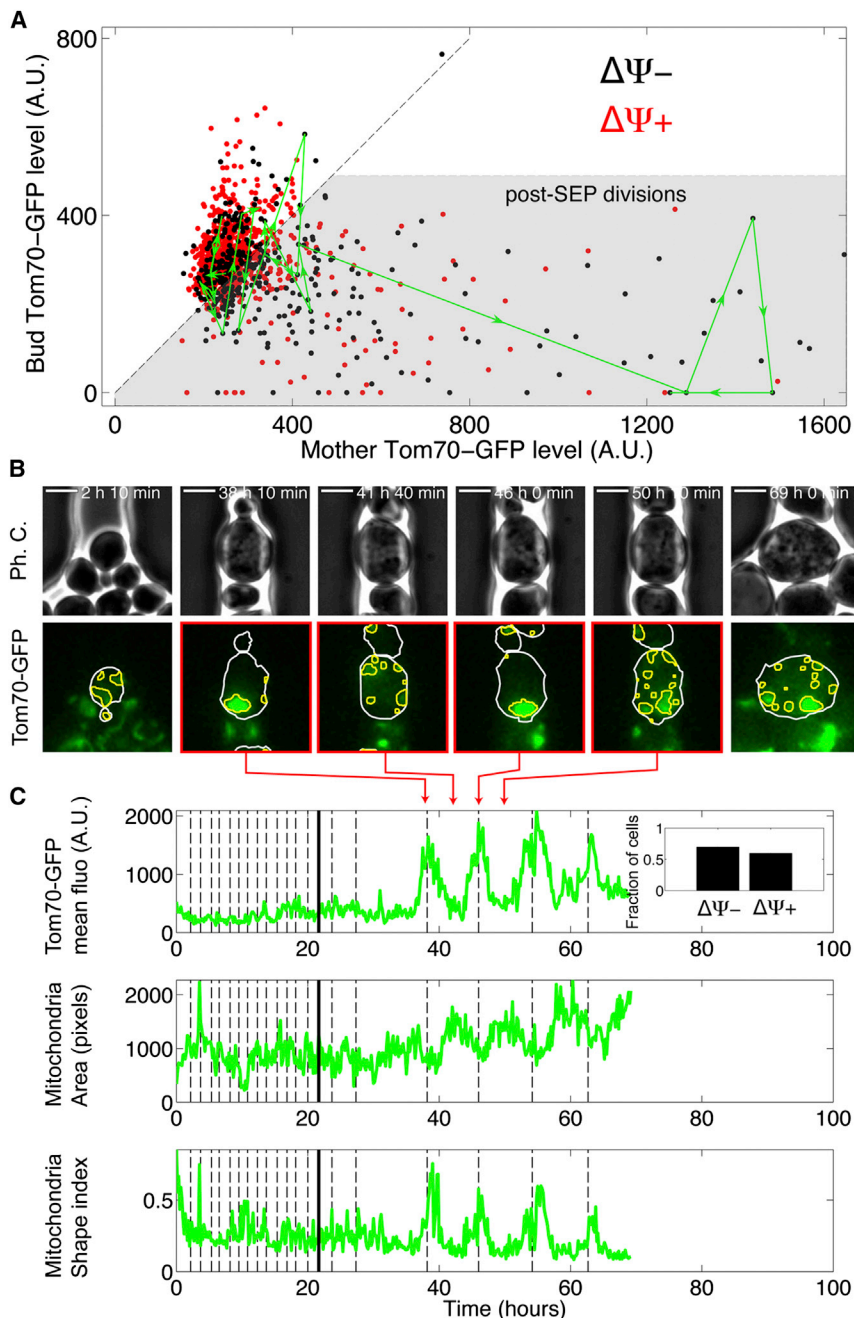 A
800
400
0
Bud Tom70–GFP level (A.U.)
ΔΨ−
ΔΨ+
post-SEP divisions
0
400
800
1200
1600
Mother Tom70–GFP level (A.U.)
B
Ph. C.
2 h 10 min
38 h 10 min
41 h 40 min
46 h 0 min
50 h 0 min
69 h 0 min
Tom70-GFP
C
Tom70-GFP
mean fluo (A.U.)
2000
1000
0
0 20 40 60 80 100
Fraction of cells
1
0.5
0
ΔΨ− ΔΨ+
Mitochondria
Area (pixels)
2000
1000
0
0 20 40 60 80 100
Mitochondria
Shape index
0.5
0
0 20 40 60 80 100
Time (hours)